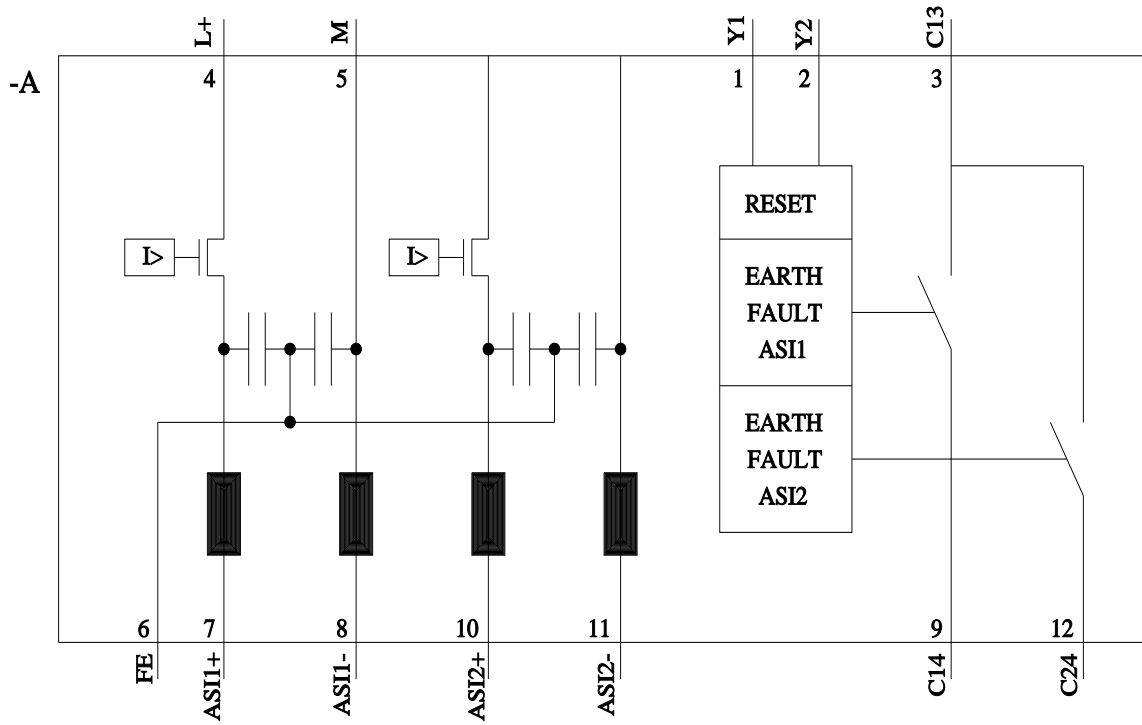 L+ M Y1 Y2 C13
-A
4 5 1 2 3
RESET
I> I>
EARTH
FAULT
ASI1
EARTH
FAULT
ASI2
6 7 8 10 11 9 12
FE ASI1+ ASI1- ASI2+ ASI2- C14 C24